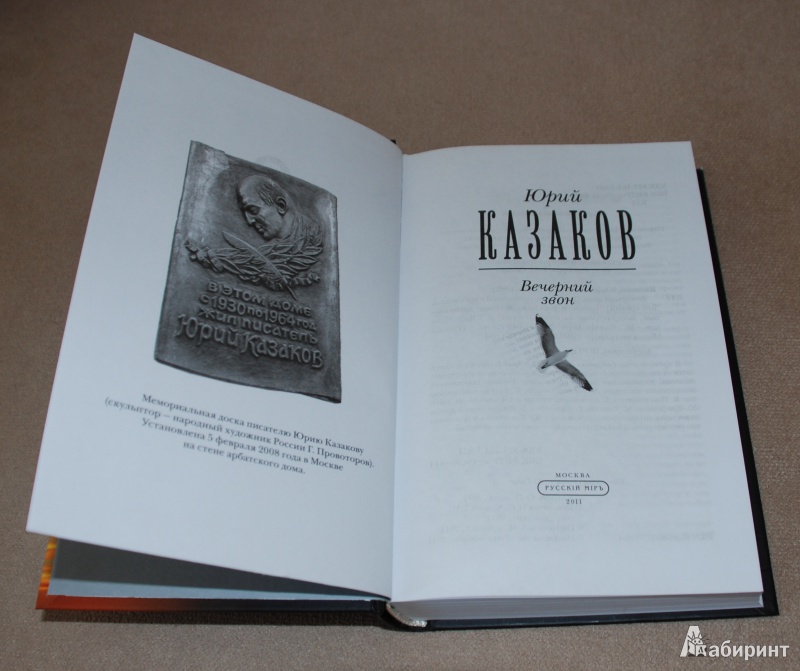 В ЭТОМ ДОМЕ
С 1930 ПО 1964 ГОД
ЖИЛ ПИСАТЕЛЬ
Юрий Казаков
Мемориальная доска писателю Юрию Казакову
(скульптор — народный художник России Г. Провоторов).
Установлена 5 февраля 2008 года в Москве
на стене арбатского дома.
Юрий
КАЗАКОВ
Вечерний
звон
МОСКВА
РУССКІЙ МІРЪ
2011
Лабиринт